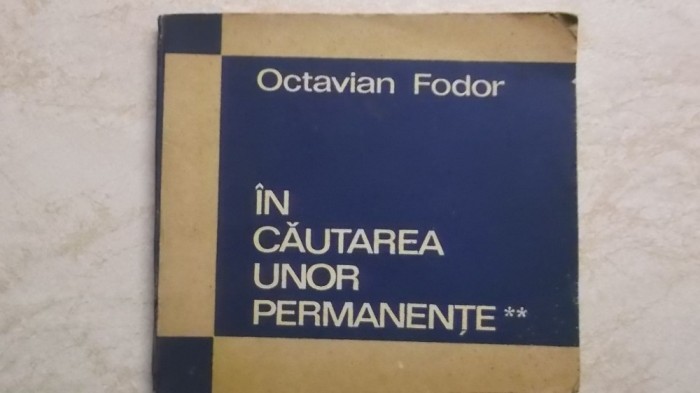 Octavian Fodor
ÎN
CĂUTAREA
UNOR
PERMANENȚE **